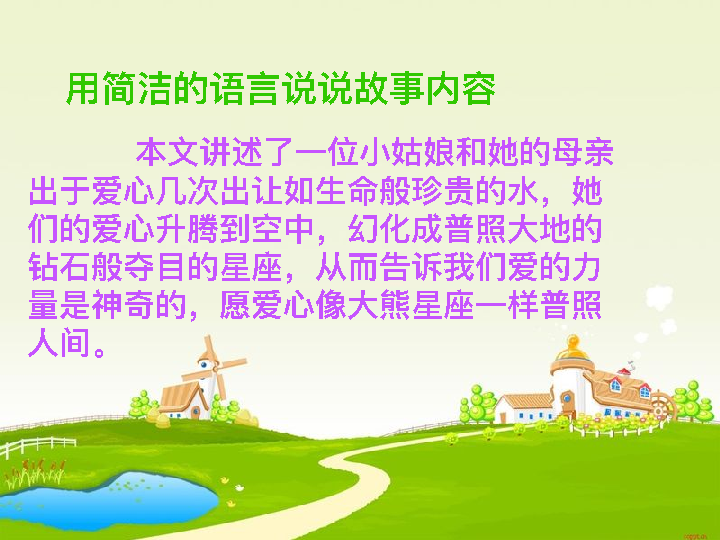 用简洁的语言说说故事内容
本文讲述了一位小姑娘和她的母亲
出于爱心几次出让如生命般珍贵的水，她
们的爱心升腾到空中，幻化成普照大地的
钻石般夺目的星座，从而告诉我们爱的力
量是神奇的，愿爱心像大熊星座一样普照
人间。